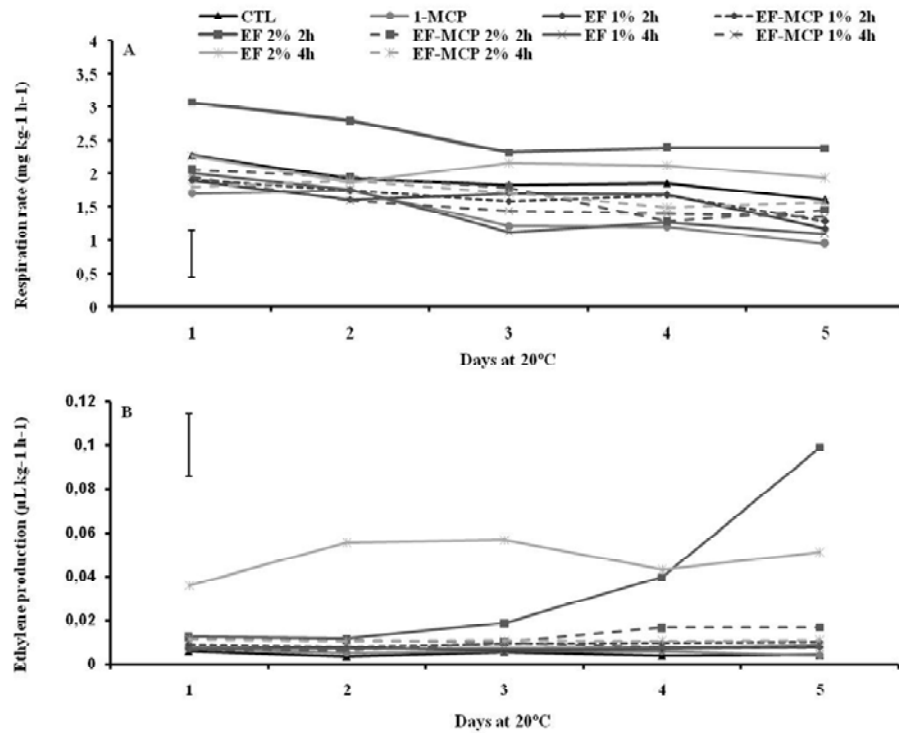 CTL 1-MCP EF 1% 2h EF-MCP 1% 2h
EF 2% 2h EF-MCP 2% 2h EF 1% 4h EF-MCP 1% 4h
EF 2% 4h EF-MCP 2% 4h
A
Respiration rate (mg kg-1 h-1)
4
3,5
3
2,5
2
1,5
1
0,5
0
1 2 3 4 5
Days at 20°C
B
Ethylene production (µL kg-1 h-1)
0,12
0,1
0,08
0,06
0,04
0,02
0
1 2 3 4 5
Days at 20°C